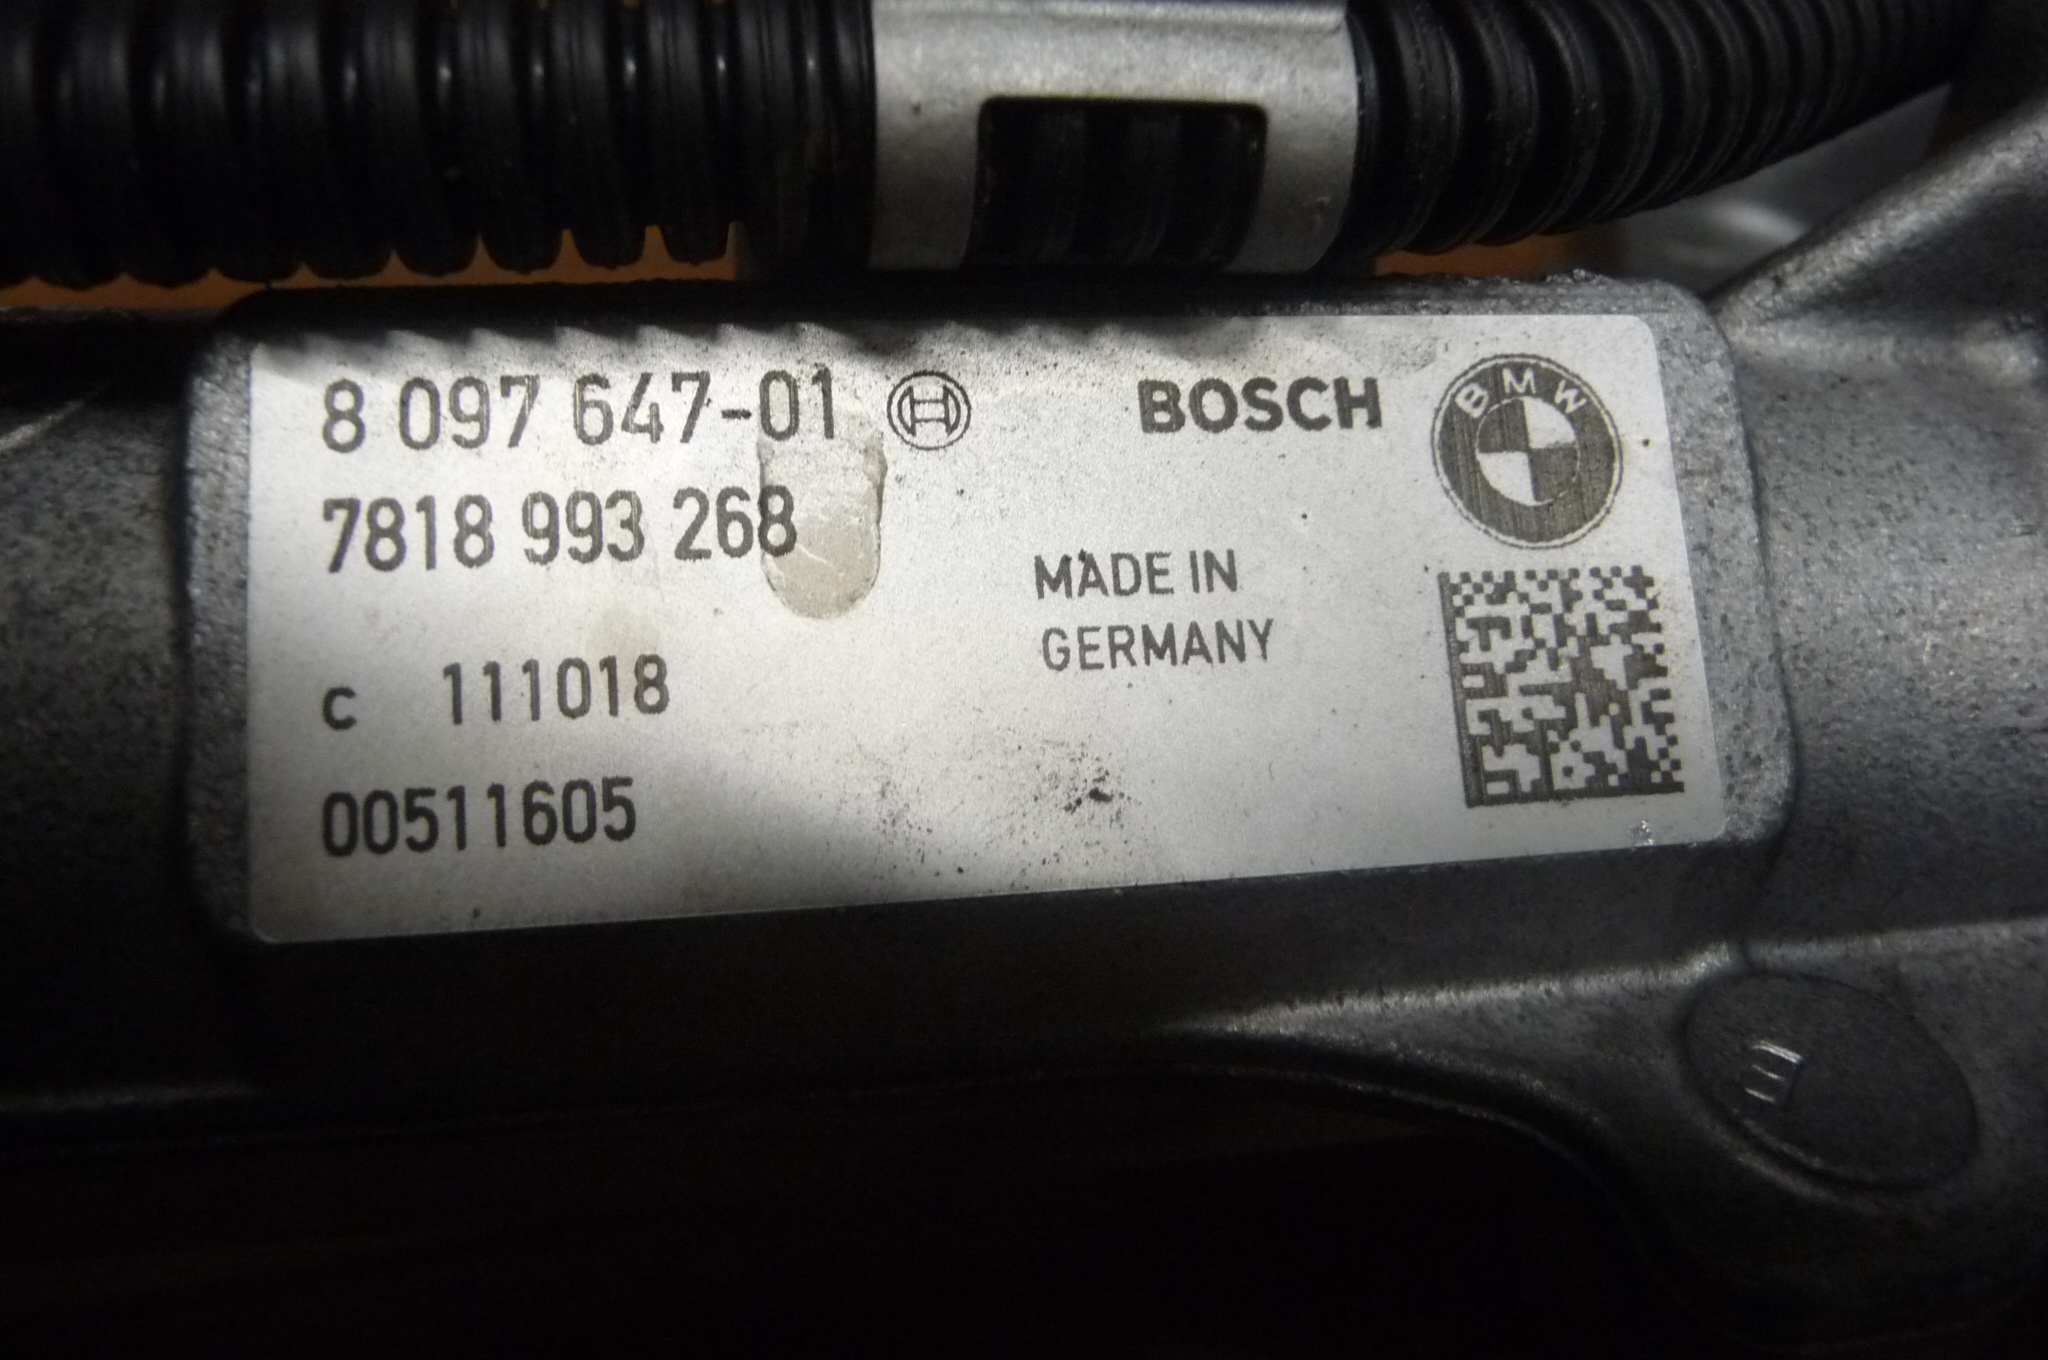 8 097 647-01 BOSCH
BMW
7818 993 268
MADE IN
GERMANY
c 111018
00511605
E